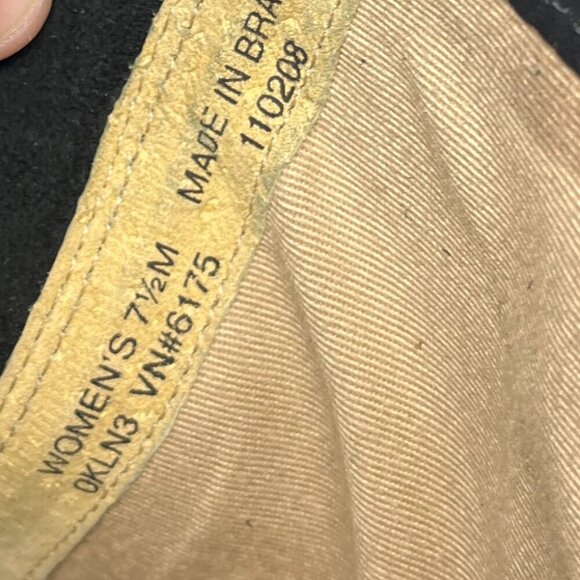 WOMEN'S 7½M MADE IN BRA
0KLN3 VN#6175 110208